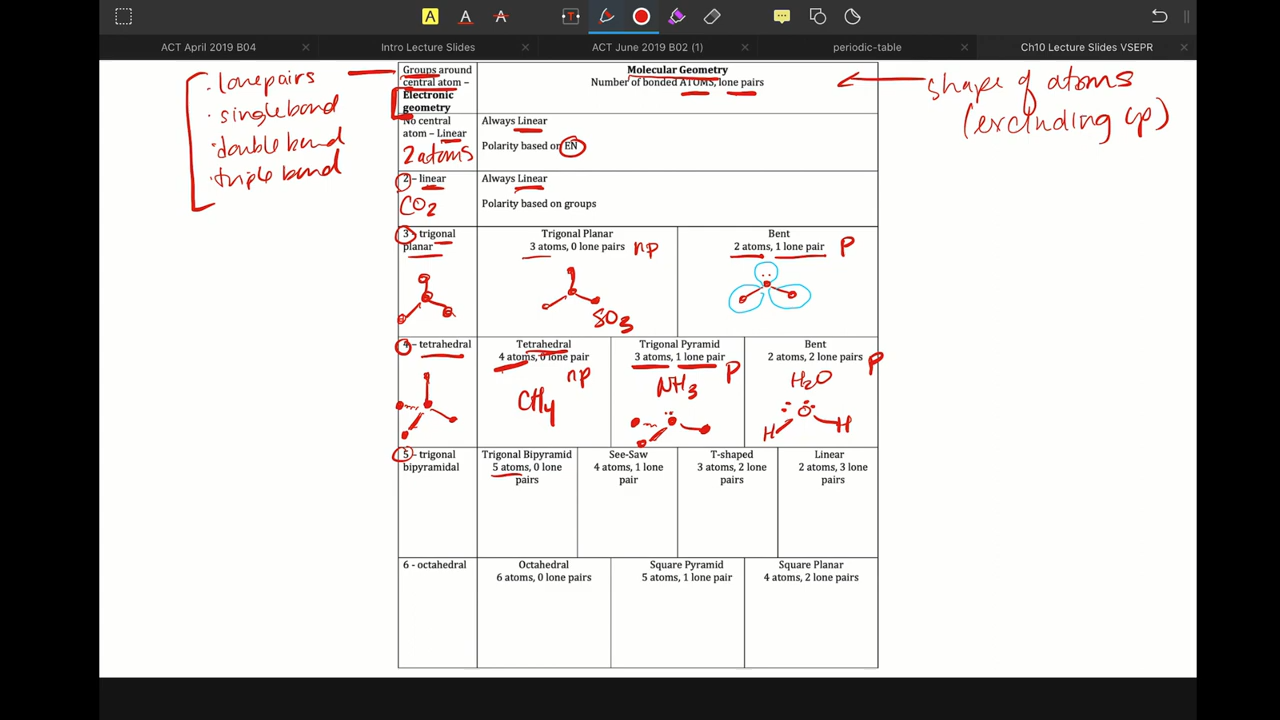 ACT April 2019 B04
Intro Lecture Slides
ACT June 2019 B02 (1)
periodic-table
Ch10 Lecture Slides VSEPR
· lone pairs
· single bond
· double bond
· triple bond
Groups around
central atom –
Electronic
geometry
Molecular Geometry
Number of bonded ATOMS, lone pairs
shape of atoms
(excluding lp)
No central
atom – Linear
2 atoms
Always Linear
Polarity based on EN
2 – linear
CO2
Always Linear
Polarity based on groups
3 – trigonal
planar
Trigonal Planar
3 atoms, 0 lone pairs
np
SO3
Bent
2 atoms, 1 lone pair
p
4 – tetrahedral
Tetrahedral
4 atoms, 0 lone pair
np
CH4
Trigonal Pyramid
3 atoms, 1 lone pair
p
NH3
Bent
2 atoms, 2 lone pairs
p
H2O
O
H H
5 – trigonal
bipyramidal
Trigonal Bipyramid
5 atoms, 0 lone
pairs
See-Saw
4 atoms, 1 lone
pair
T-shaped
3 atoms, 2 lone
pairs
Linear
2 atoms, 3 lone
pairs
6 - octahedral
Octahedral
6 atoms, 0 lone pairs
Square Pyramid
5 atoms, 1 lone pair
Square Planar
4 atoms, 2 lone pairs